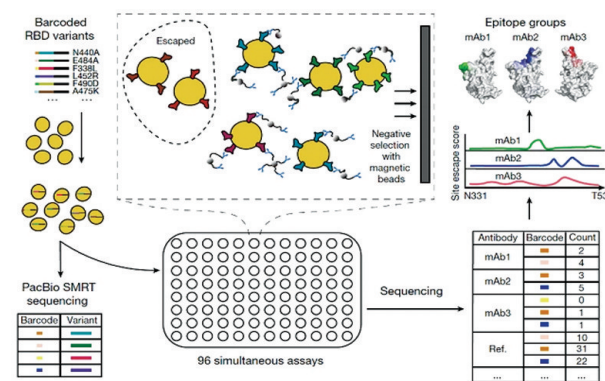 Barcoded
RBD variants
N440A
E484A
F338L
L452R
F490D
A475K
... ...
PacBio SMRT
sequencing
Barcode Variant
Escaped
Negative
selection
with
magnetic
beads
96 simultaneous assays
Sequencing
Epitope groups
mAb1 mAb2 mAb3
Site escape score
mAb1
mAb2
mAb3
N331 T53
Antibody Barcode Count
mAb1 2
4
mAb2 3
5
mAb3 0
1
1
Ref. 10
31
22
... ... ...